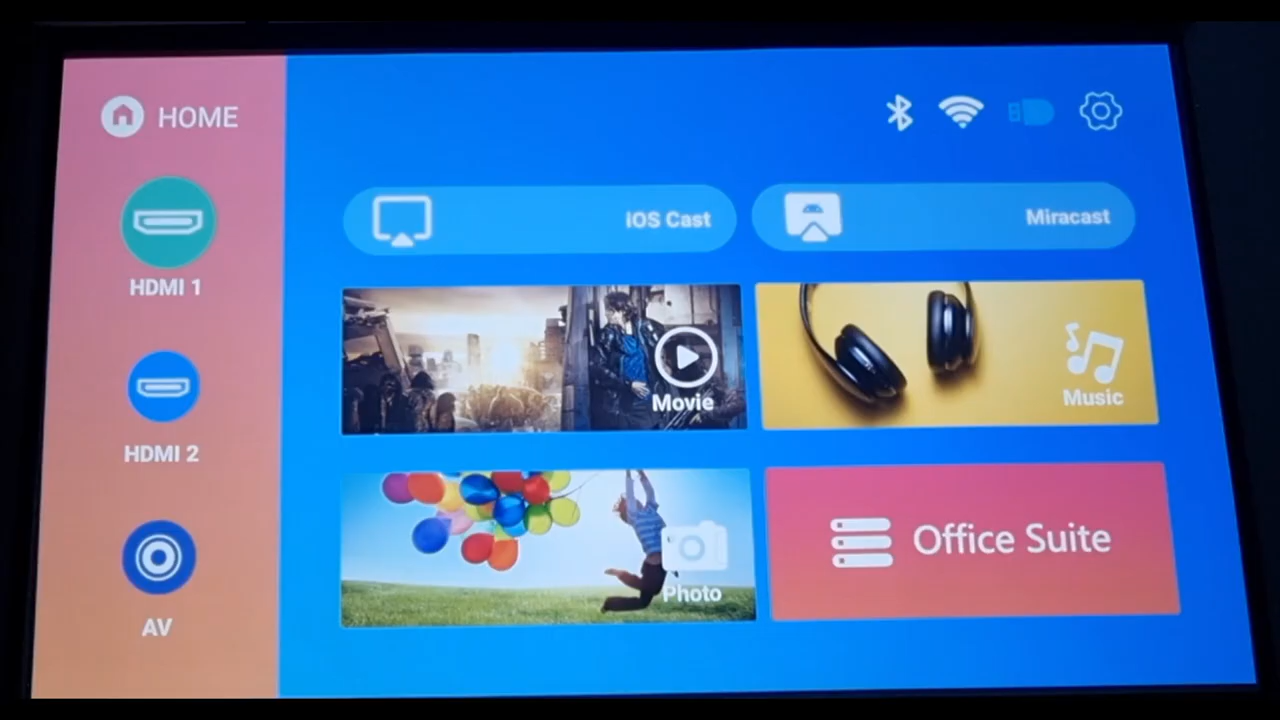 HOME
HDMI 1
HDMI 2
AV
iOS Cast
Miracast
Movie
Music
Photo
Office Suite